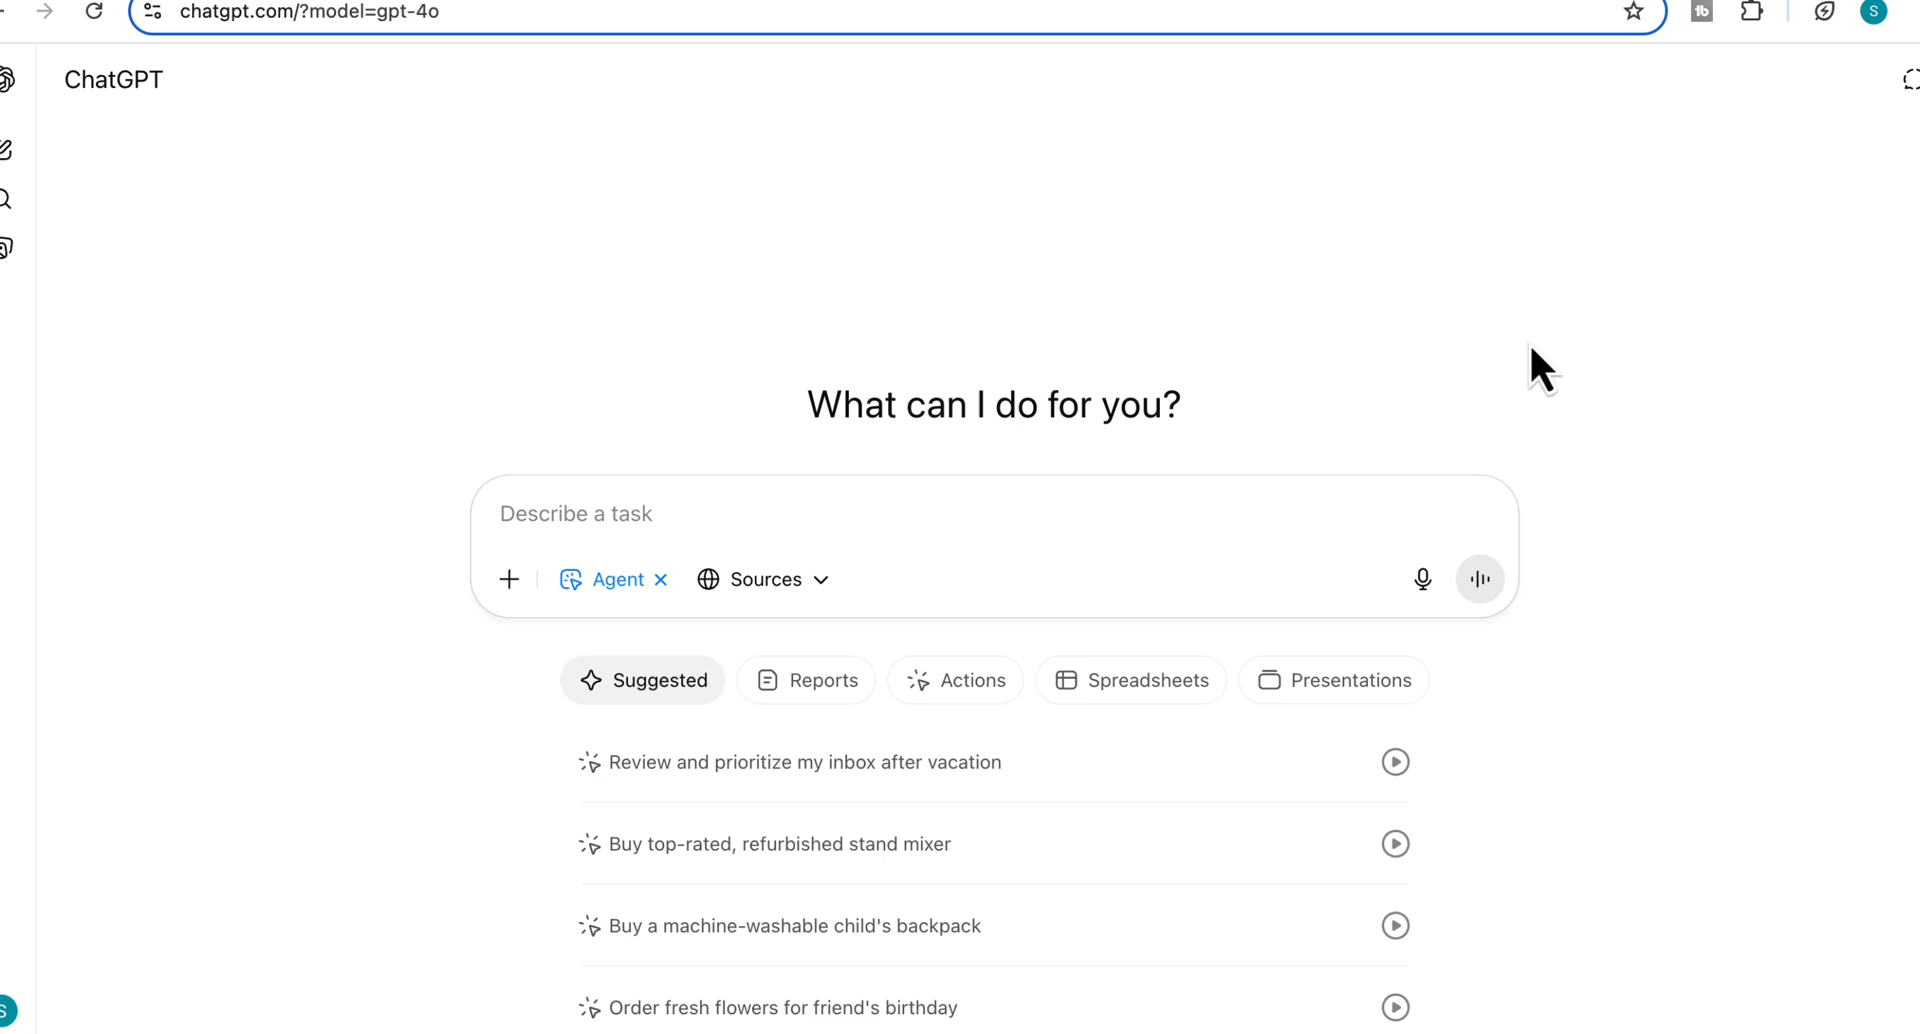 chatgpt.com/?model=gpt-4o
tb
S
ChatGPT
What can I do for you?
Describe a task
Agent
Sources
Suggested
Reports
Actions
Spreadsheets
Presentations
Review and prioritize my inbox after vacation
Buy top-rated, refurbished stand mixer
Buy a machine-washable child's backpack
Order fresh flowers for friend's birthday
S